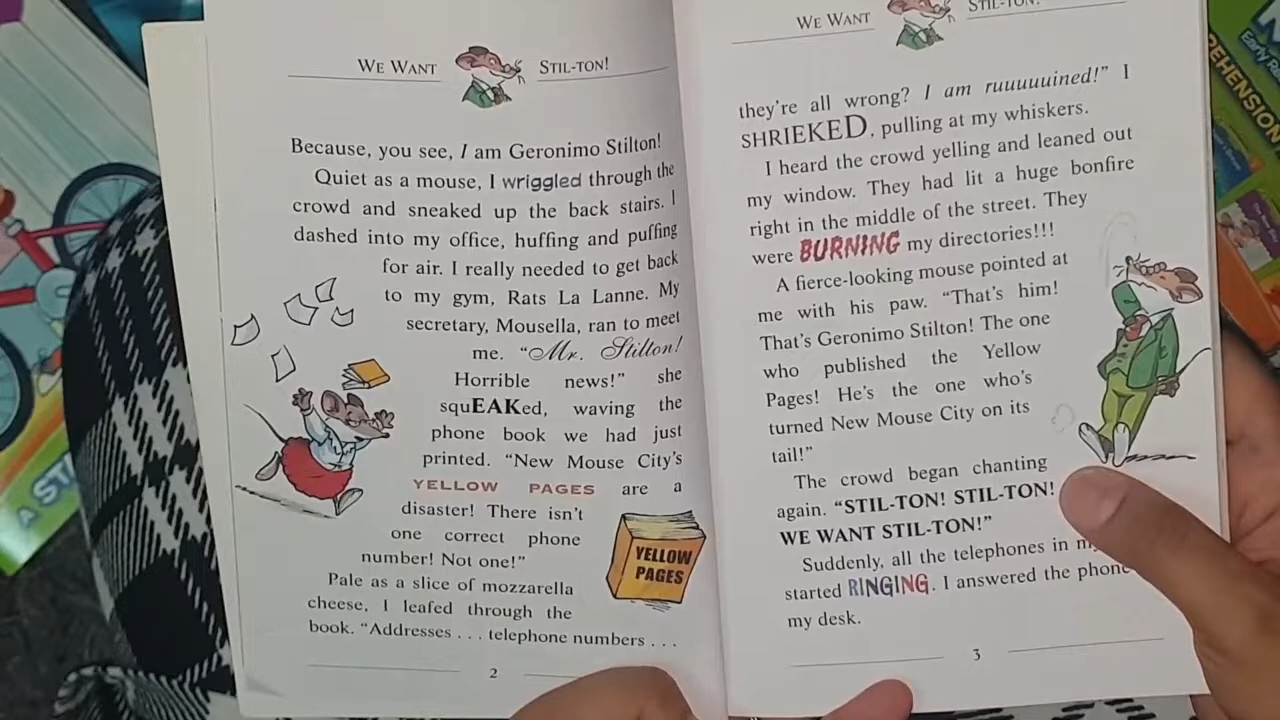 WE WANT STIL-TON!
Because, you see, I am Geronimo Stilton!
Quiet as a mouse, I wriggled through the
crowd and sneaked up the back stairs. I
dashed into my office, huffing and puffing
for air. I really needed to get back
to my gym, Rats La Lanne. My
secretary, Mousella, ran to meet
me. “Mr. Stilton!
Horrible news!” she
squEAKed, waving the
phone book we had just
printed. “New Mouse City’s
YELLOW PAGES are a
disaster! There isn’t
one correct phone
number! Not one!”
Pale as a slice of mozzarella
cheese, I leafed through the
book. “Addresses . . . telephone numbers . . .
YELLOW
PAGES
2
WE WANT STIL-TON!
they’re all wrong? I am ruuuuuined!” I
SHRIEKED, pulling at my whiskers.
I heard the crowd yelling and leaned out
my window. They had lit a huge bonfire
right in the middle of the street. They
were BURNING my directories!!!
A fierce-looking mouse pointed at
me with his paw. “That’s him!
That’s Geronimo Stilton! The one
who published the Yellow
Pages! He’s the one who’s
turned New Mouse City on its
tail!”
The crowd began chanting
again. “STIL-TON! STIL-TON!
WE WANT STIL-TON!”
Suddenly, all the telephones in
started RINGING. I answered the phone
my desk.
3
A ST
Early Re
REHENSION